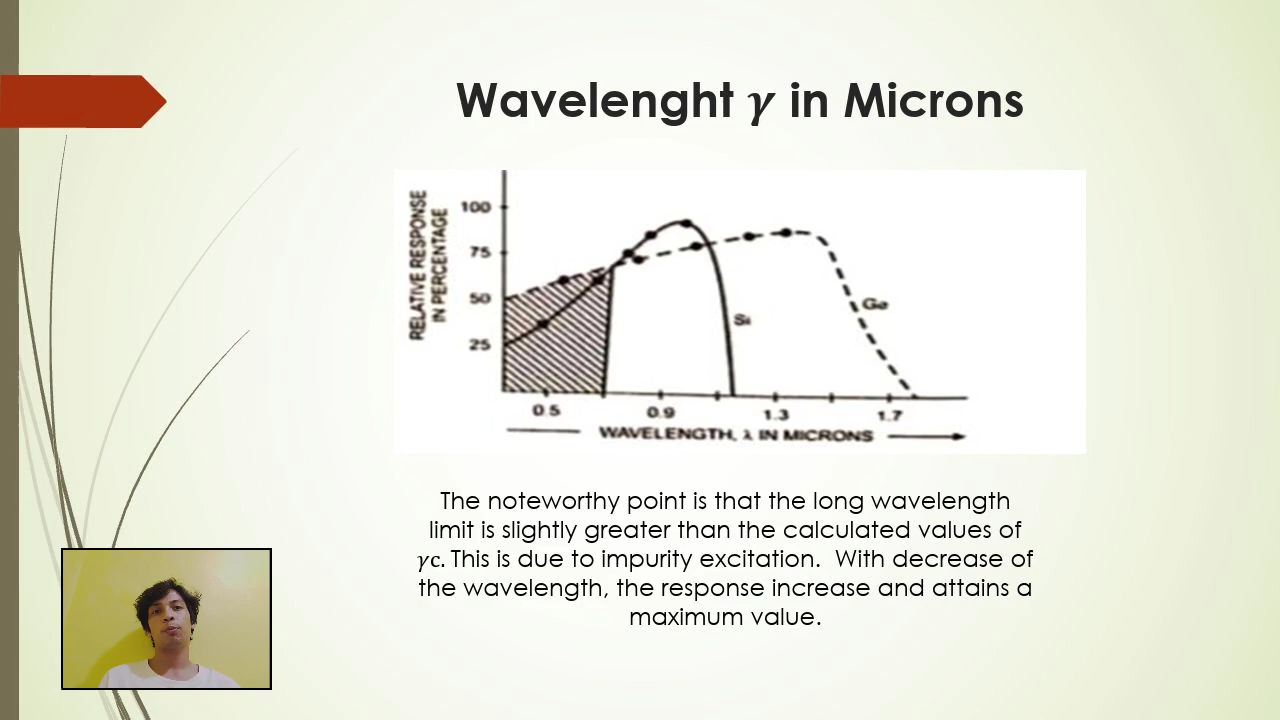 Wavelenght 𝛾 in Microns
RELATIVE RESPONSE
IN PERCENTAGE
100
75
50
25
Si
Ge
0.5 0.9 1.3 1.7
WAVELENGTH, λ IN MICRONS
The noteworthy point is that the long wavelength
limit is slightly greater than the calculated values of
𝛾c. This is due to impurity excitation. With decrease of
the wavelength, the response increase and attains a
maximum value.